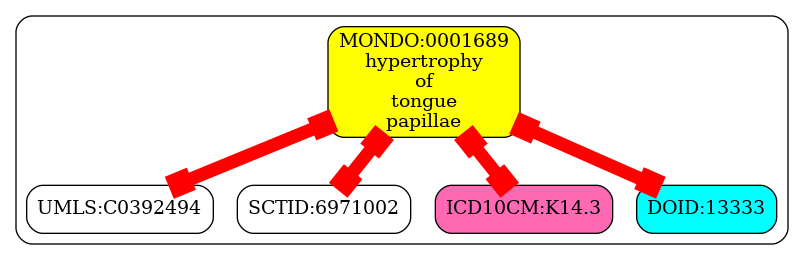 MONDO:0001689
hypertrophy
of
tongue
papillae
UMLS:C0392494
SCTID:6971002
ICD10CM:K14.3
DOID:13333